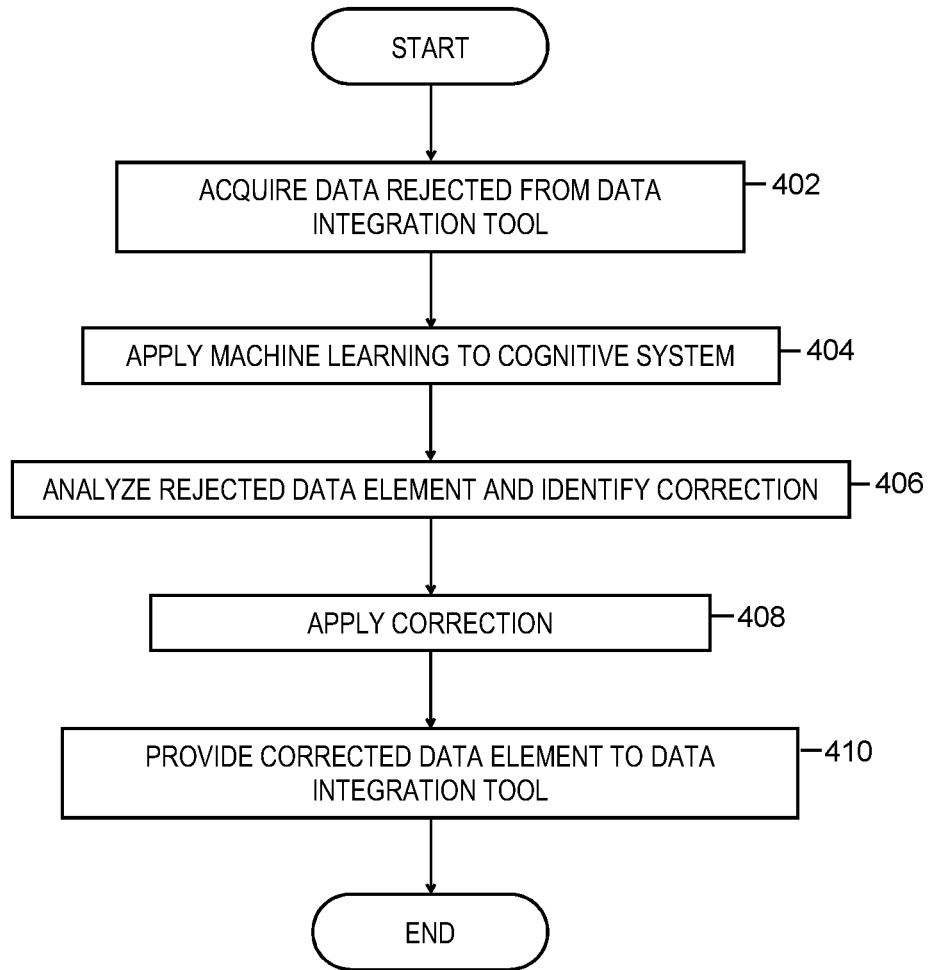 START
ACQUIRE DATA REJECTED FROM DATA
INTEGRATION TOOL
402
APPLY MACHINE LEARNING TO COGNITIVE SYSTEM
404
ANALYZE REJECTED DATA ELEMENT AND IDENTIFY CORRECTION
406
APPLY CORRECTION
408
PROVIDE CORRECTED DATA ELEMENT TO DATA
INTEGRATION TOOL
410
END